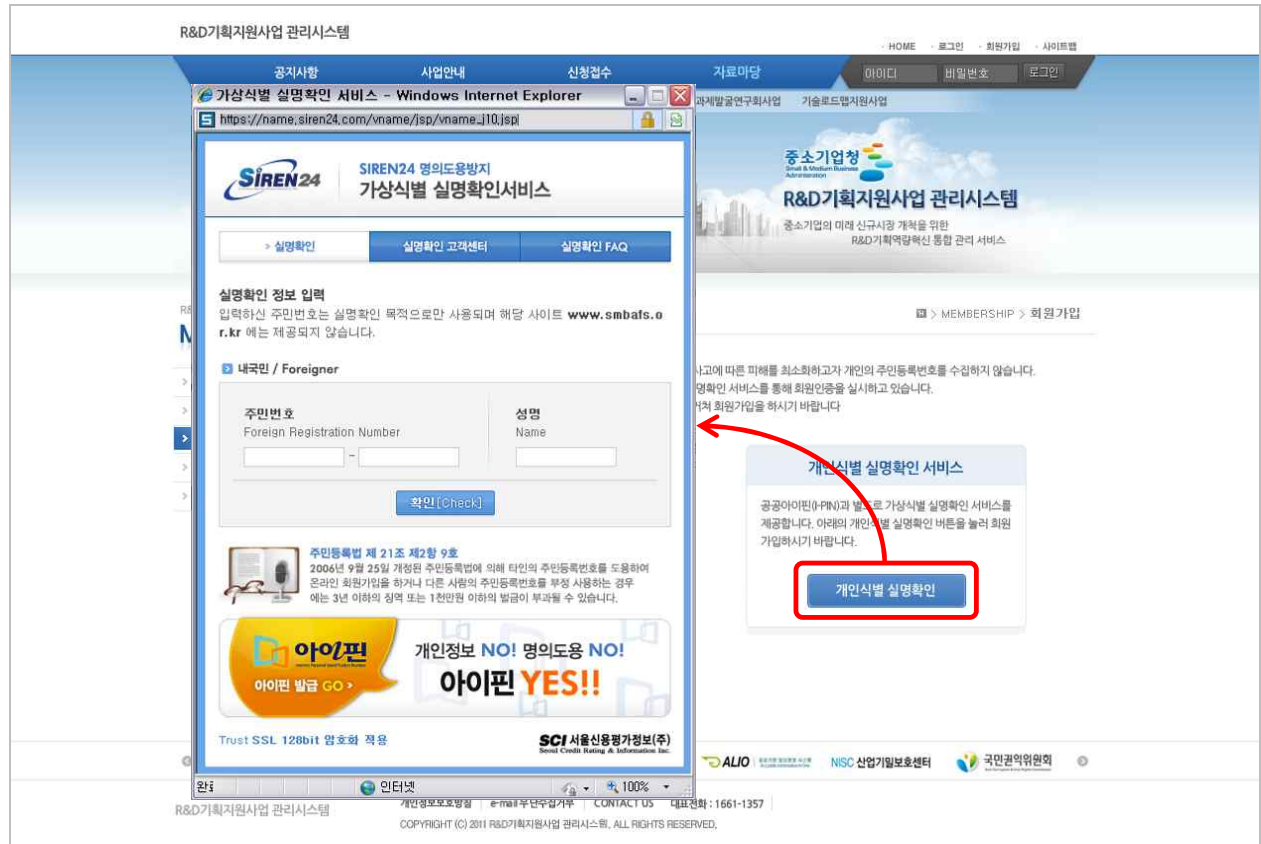 R&D기획지원사업 관리시스템
· HOME · 로그인 · 회원가입 · 사이트맵
공지사항 사업안내 신청접수 자료마당 아이디 비밀번호 로그인
과제발굴연구회사업 기술로드맵지원사업
가상식별 실명확인 서비스 - Windows Internet Explorer
https://name.siren24.com/vname/jsp/vname_j10.jsp
SIREN24
SIREN24 명의도용방지
가상식별 실명확인서비스
> 실명확인 실명확인 고객센터 실명확인 FAQ
실명확인 정보 입력
입력하신 주민번호는 실명확인 목적으로만 사용되며 해당 사이트 www.smbafs.o
r.kr 에는 제공되지 않습니다.
내국민 / Foreigner
주민번호 성명
Foreign Registration Number Name
-
확인[Check]
주민등록법 제 21조 제2항 9호
2006년 9월 25일 개정된 주민등록법에 의해 타인의 주민등록번호를 도용하여
온라인 회원가입을 하거나 다른 사람의 주민등록번호를 부정 사용하는 경우
에는 3년 이하의 징역 또는 1천만원 이하의 벌금이 부과될 수 있습니다.
아이핀
아이핀 발급 GO >
개인정보 NO! 명의도용 NO!
아이핀 YES!!
Trust SSL 128bit 암호화 적용
SCI 서울신용평가정보(주)
Seoul Credit Rating & Information Inc.
인터넷 100%
중소기업청
Small & Medium Business
Administration
R&D기획지원사업 관리시스템
중소기업의 미래 신규시장 개척을 위한
R&D기획역량혁신 통합 관리 서비스
> MEMBERSHIP > 회원가입
사고에 따른 피해를 최소화하고자 개인의 주민등록번호를 수집하지 않습니다.
명확인 서비스를 통해 회원인증을 실시하고 있습니다.
거쳐 회원가입을 하시기 바랍니다
개인식별 실명확인 서비스
공공아이핀(I-PIN)과 별도로 가상식별 실명확인 서비스를
제공합니다. 아래의 개인식별 실명확인 버튼을 눌러 회원
가입하시기 바랍니다.
개인식별 실명확인
ALIO NISC 산업기밀보호센터 국민권익위원회
R&D기획지원사업 관리시스템
개인정보보호방침 e-mail무단수집거부 CONTACT US 대표전화 : 1661-1357
COPYRIGHT (C) 2011 R&D기획지원사업 관리시스템, ALL RIGHTS RESERVED,